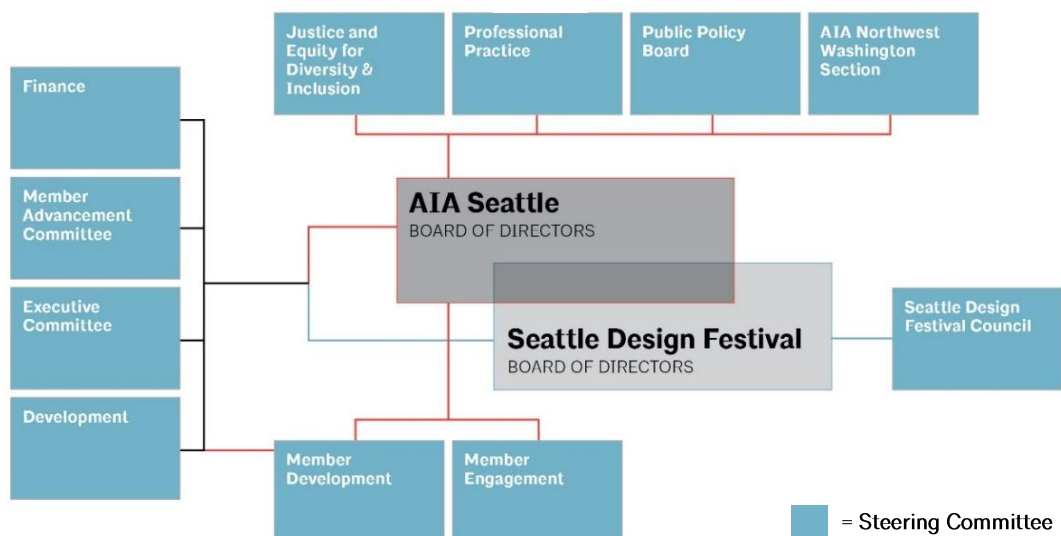 Justice and
Equity for
Diversity &
Inclusion
Professional
Practice
Public Policy
Board
AIA Northwest
Washington
Section
Finance
Member
Advancement
Committee
Executive
Committee
Development
AIA Seattle
BOARD OF DIRECTORS
Seattle Design Festival
BOARD OF DIRECTORS
Seattle Design
Festival Council
Member
Development
Member
Engagement
= Steering Committee